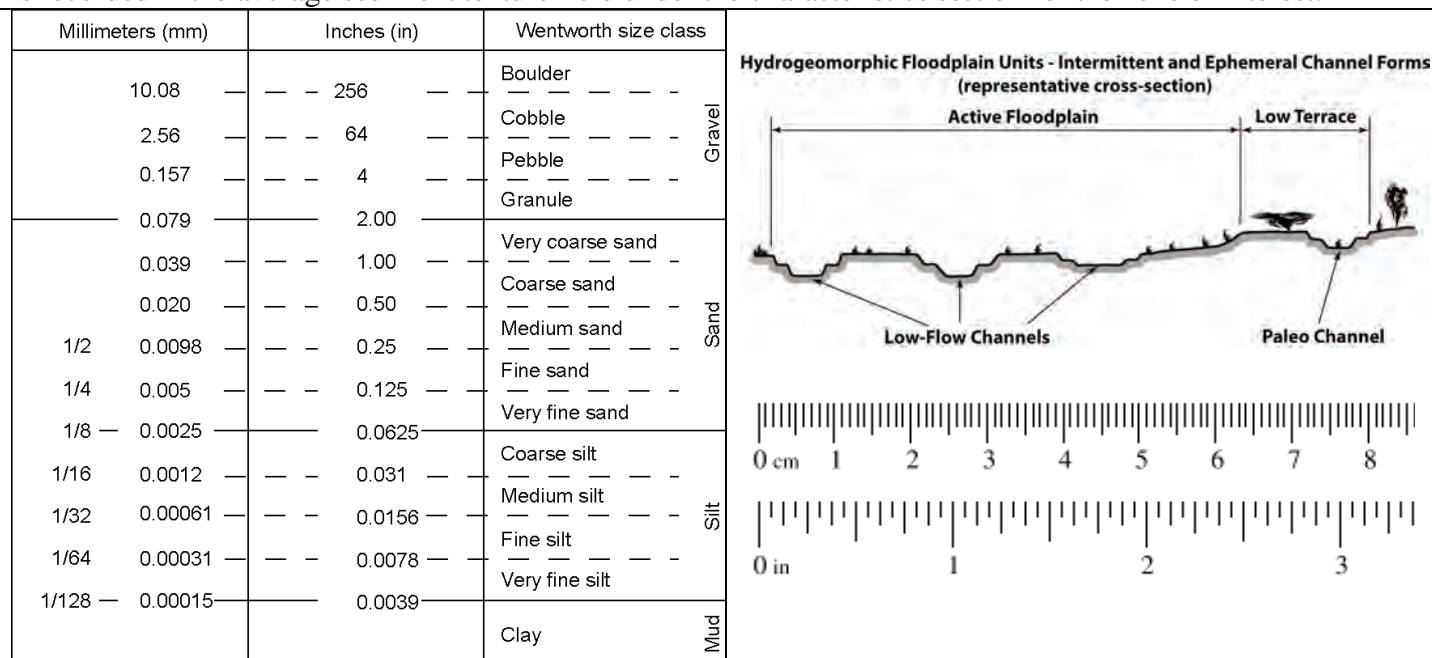 Millimeters (mm) Inches (in) Wentworth size class
Boulder
10.08 256
Cobble
2.56 64
Pebble
0.157 4
Granule
Gravel
0.079 2.00
Very coarse sand
0.039 1.00
Coarse sand
0.020 0.50
Medium sand
1/2 0.0098 0.25
Fine sand
1/4 0.005 0.125
Very fine sand
Sand
1/8 0.0025 0.0625
Coarse silt
1/16 0.0012 0.031
Medium silt
1/32 0.00061 0.0156
Fine silt
1/64 0.00031 0.0078
Very fine silt
Silt
1/128 0.00015 0.0039
Clay
Mud
Hydrogeomorphic Floodplain Units - Intermittent and Ephemeral Channel Forms
(representative cross-section)
Active Floodplain Low Terrace
Low-Flow Channels Paleo Channel
0 cm 1 2 3 4 5 6 7 8
0 in 1 2 3